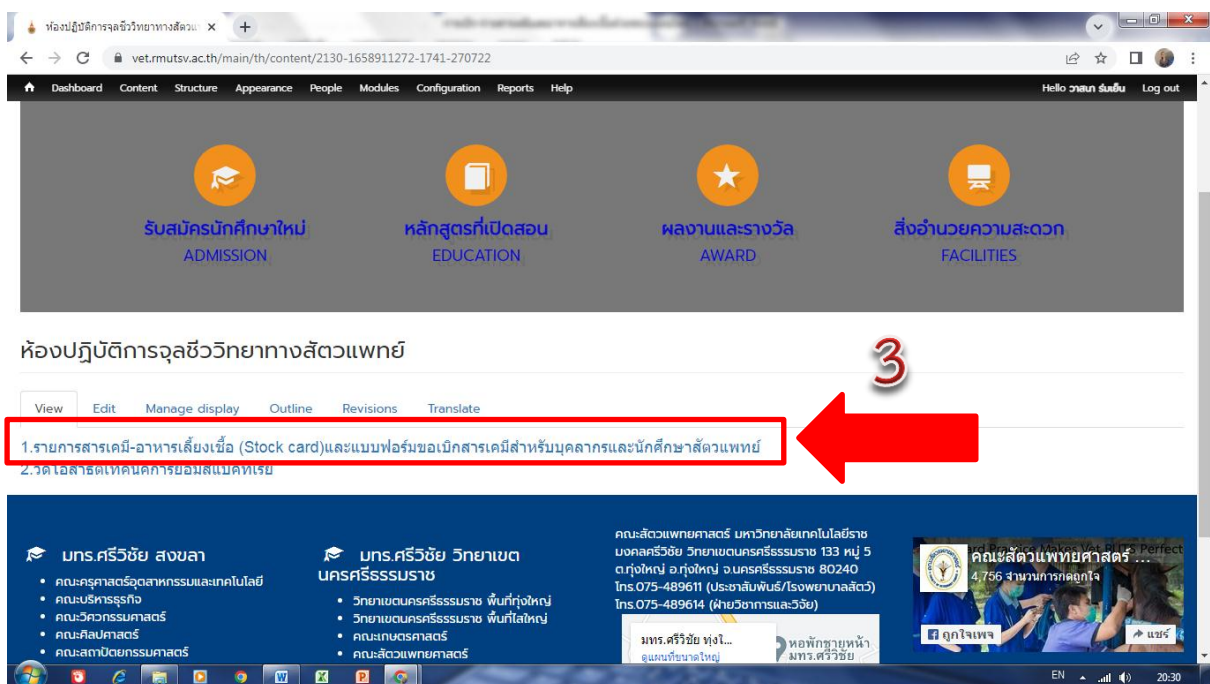 ห้องปฏิบัติการจุลชีววิทยาทางสัตวแ
vet.rmutsv.ac.th/main/th/content/2130-1658911272-1741-270722
Dashboard Content Structure Appearance People Modules Configuration Reports Help Hello วาสนา ร่มเย็น Log out
รับสมัครนักศึกษาใหม่ หลักสูตรที่เปิดสอน ผลงานและรางวัล สิ่งอำนวยความสะดวก
ADMISSION EDUCATION AWARD FACILITIES
ห้องปฏิบัติการจุลชีววิทยาทางสัตวแพทย์
3
View Edit Manage display Outline Revisions Translate
1.รายการสารเคมี-อาหารเลี้ยงเชื้อ (Stock card)และแบบฟอร์มขอเบิกสารเคมีสำหรับบุคลากรและนักศึกษาสัตวแพทย์
2.วิดีโอสาธิตเทคนิคการย้อมสีแบคทีเรีย
มทร.ศรีวิชัย สงขลา
คณะครุศาสตร์อุตสาหกรรมและเทคโนโลยี
คณะบริหารธุรกิจ
คณะวิศวกรรมศาสตร์
คณะศิลปศาสตร์
คณะสถาปัตยกรรมศาสตร์
มทร.ศรีวิชัย วิทยาเขต
นครศรีธรรมราช
วิทยาเขตนครศรีธรรมราช พื้นที่ทุ่งใหญ่
วิทยาเขตนครศรีธรรมราช พื้นที่ไสใหญ่
คณะเกษตรศาสตร์
คณะสัตวแพทยศาสตร์
คณะสัตวแพทยศาสตร์ มหาวิทยาลัยเทคโนโลยีราช
มงคลศรีวิชัย วิทยาเขตนครศรีธรรมราช 133 หมู่ 5
ต.ทุ่งใหญ่ อ.ทุ่งใหญ่ จ.นครศรีธรรมราช 80240
โทร.075-489611 (ประชาสัมพันธ์/โรงพยาบาลสัตว์)
โทร.075-489614 (ฝ่ายวิชาการและวิจัย)
มทร.ศรีวิชัย ทุ่งใ...
ดูแผนที่ขนาดใหญ่
หอพักชายหน้า
มทร.ศรีวิชัย
คณะสัตวแพทยศาสตร์ ...
4,756 จำนวนการกดถูกใจ
ถูกใจเพจ แชร์
EN 20:30